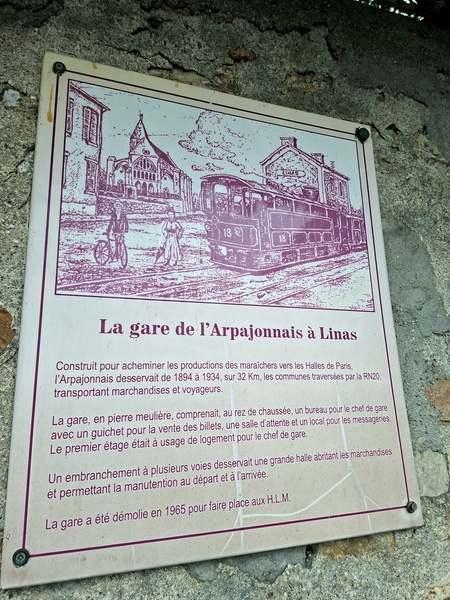 LINAS
18
18
La gare de l'Arpajonnais à Linas
Construit pour acheminer les productions des maraîchers vers les Halles de Paris,
l'Arpajonnais desservait de 1894 à 1934, sur 32 Km, les communes traversées par la RN20,
transportant marchandises et voyageurs.
La gare, en pierre meulière, comprenait, au rez de chaussée, un bureau pour le chef de gare
avec un guichet pour la vente des billets, une salle d'attente et un local pour les messageries.
Le premier étage était à usage de logement pour le chef de gare.
Un embranchement à plusieurs voies desservait une grande halle abritant les marchandises
et permettant la manutention au départ et à l'arrivée.
La gare a été démolie en 1965 pour faire place aux H.L.M.